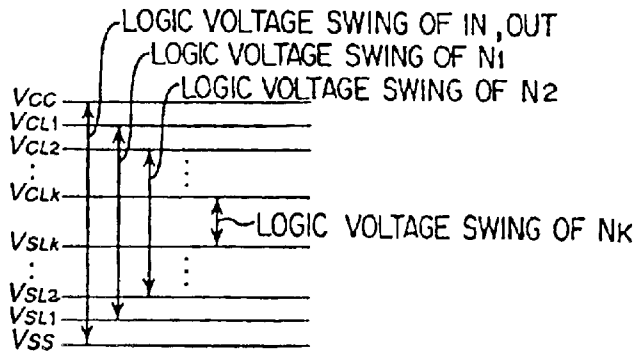 LOGIC VOLTAGE SWING OF IN, OUT
LOGIC VOLTAGE SWING OF N1
LOGIC VOLTAGE SWING OF N2
VCC
VCL1
VCL2
⋮
VCLK
LOGIC VOLTAGE SWING OF NK
VSLK
⋮
VSL2
VSL1
VSS